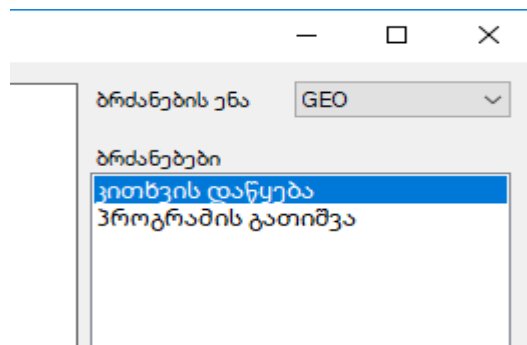 ბრძანების ენა GEO
ბრძანებები
კითხვის დაწყება
პროგრამის გათიშვა